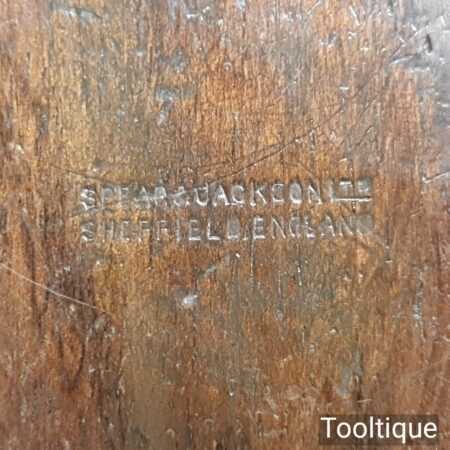 SPEAR & JACKSON LTD
SHEFFIELD, ENGLAND
Tooltique